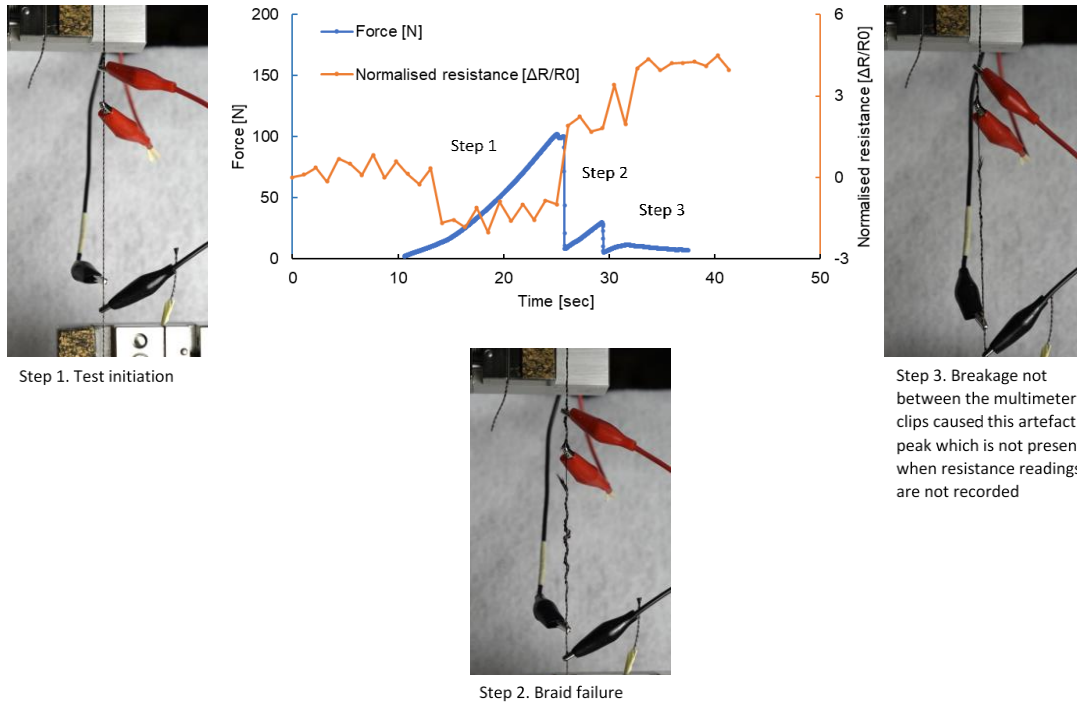 200
150
100
50
0
Force [N]
Force [N]
Normalised resistance [ΔR/R0]
Step 1
Step 2
Step 3
6
3
0
-3
Normalised resistance [ΔR/R0]
0
10
20
30
40
50
Time [sec]
Step 1. Test initiation
Step 2. Braid failure
Step 3. Breakage not
between the multimeter
clips caused this artefact
peak which is not presen
when resistance readings
are not recorded